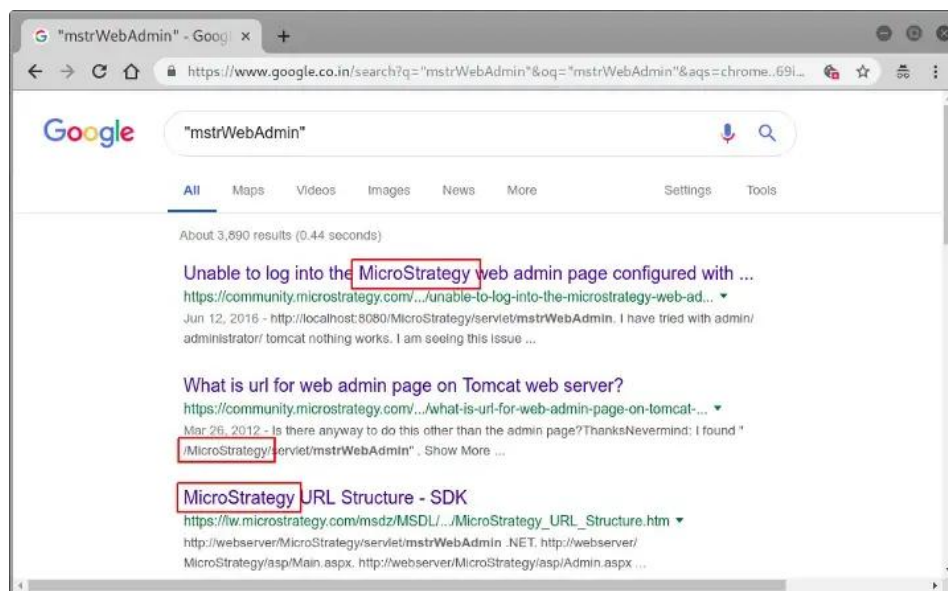 "mstrWebAdmin" - Goog
https://www.google.co.in/search?q="mstrWebAdmin"&oq="mstrWebAdmin"&aqs=chrome..69i...
Google
"mstrWebAdmin"
All Maps Videos Images News More Settings Tools
About 3,890 results (0.44 seconds)
Unable to log into the MicroStrategy web admin page configured with ...
https://community.microstrategy.com/.../unable-to-log-into-the-microstrategy-web-ad...
Jun 12, 2016 - http://localhost:8080/MicroStrategy/servlet/mstrWebAdmin. I have tried with admin/
administrator/ tomcat nothing works. I am seeing this issue ...
What is url for web admin page on Tomcat web server?
https://community.microstrategy.com/.../what-is-url-for-web-admin-page-on-tomcat-...
Mar 26, 2012 - Is there anyway to do this other than the admin page?ThanksNevermind: I found "
/MicroStrategy/servlet/mstrWebAdmin" . Show More ...
MicroStrategy URL Structure - SDK
https://lw.microstrategy.com/msdz/MSDL/.../MicroStrategy_URL_Structure.htm
http://webserver/MicroStrategy/servlet/mstrWebAdmin .NET. http://webserver/
MicroStrategy/asp/Main.aspx. http://webserver/MicroStrategy/asp/Admin.aspx ...